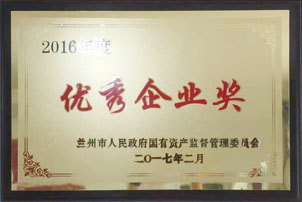 2016年度
优秀企业奖
兰州市人民政府国有资产监督管理委员会
二〇一七年二月